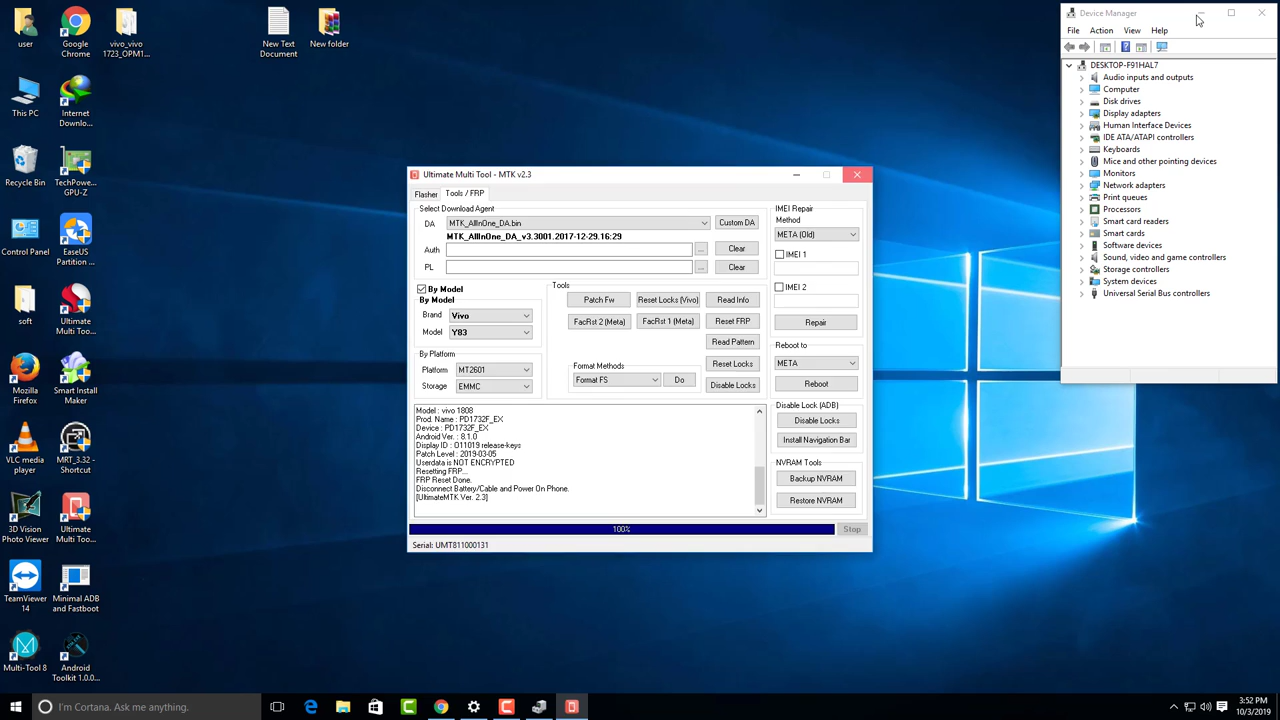 user
Google
Chrome
vivo_vivo
1723_OPM1...
New Text
Document
New folder
This PC
Internet
Downlo...
Recycle Bin
TechPowe...
GPU-Z
Control Panel
EaseUS
Partition ...
soft
Ultimate
Multi Too...
Mozilla
Firefox
Smart Install
Maker
VLC media
player
MRT_3.32 -
Shortcut
3D Vision
Photo Viewer
Ultimate
Multi Too...
TeamViewer
14
Minimal ADB
and Fastboot
Multi-Tool 8
Android
Toolkit 1.0.0...
Ultimate Multi Tool - MTK v2.3
Flasher Tools / FRP
Select Download Agent
DA MTK_AllInOne_DA.bin Custom DA
MTK_AllInOne_DA_v3.3001.2017-12-29.16:29
Auth ... Clear
PL ... Clear
By Model
By Model
Brand Vivo
Model Y83
By Platform
Platform MT2601
Storage EMMC
Tools
Patch Fw Reset Locks (Vivo) Read Info
FacRst 2 (Meta) FacRst 1 (Meta) Reset FRP
Read Pattern
Format Methods Reset Locks
Format FS Do Disable Locks
IMEI Repair
Method
META (Old)
IMEI 1
IMEI 2
Repair
Reboot to
META
Reboot
Disable Lock (ADB)
Disable Locks
Install Navigation Bar
NVRAM Tools
Backup NVRAM
Restore NVRAM
Model : vivo 1808
Prod. Name : PD1732F_EX
Device : PD1732F_EX
Android Ver. : 8.1.0
Display ID : O11019 release-keys
Patch Level : 2019-03-05
Userdata is NOT ENCRYPTED
Resetting FRP...
FRP Reset Done.
Disconnect Battery/Cable and Power On Phone.
[UltimateMTK Ver. 2.3]
100% Stop
Serial: UMT811000131
Device Manager
File Action View Help
DESKTOP-F91HAL7
Audio inputs and outputs
Computer
Disk drives
Display adapters
Human Interface Devices
IDE ATA/ATAPI controllers
Keyboards
Mice and other pointing devices
Monitors
Network adapters
Print queues
Processors
Smart card readers
Smart cards
Software devices
Sound, video and game controllers
Storage controllers
System devices
Universal Serial Bus controllers
I'm Cortana. Ask me anything.
3:52 PM
10/3/2019